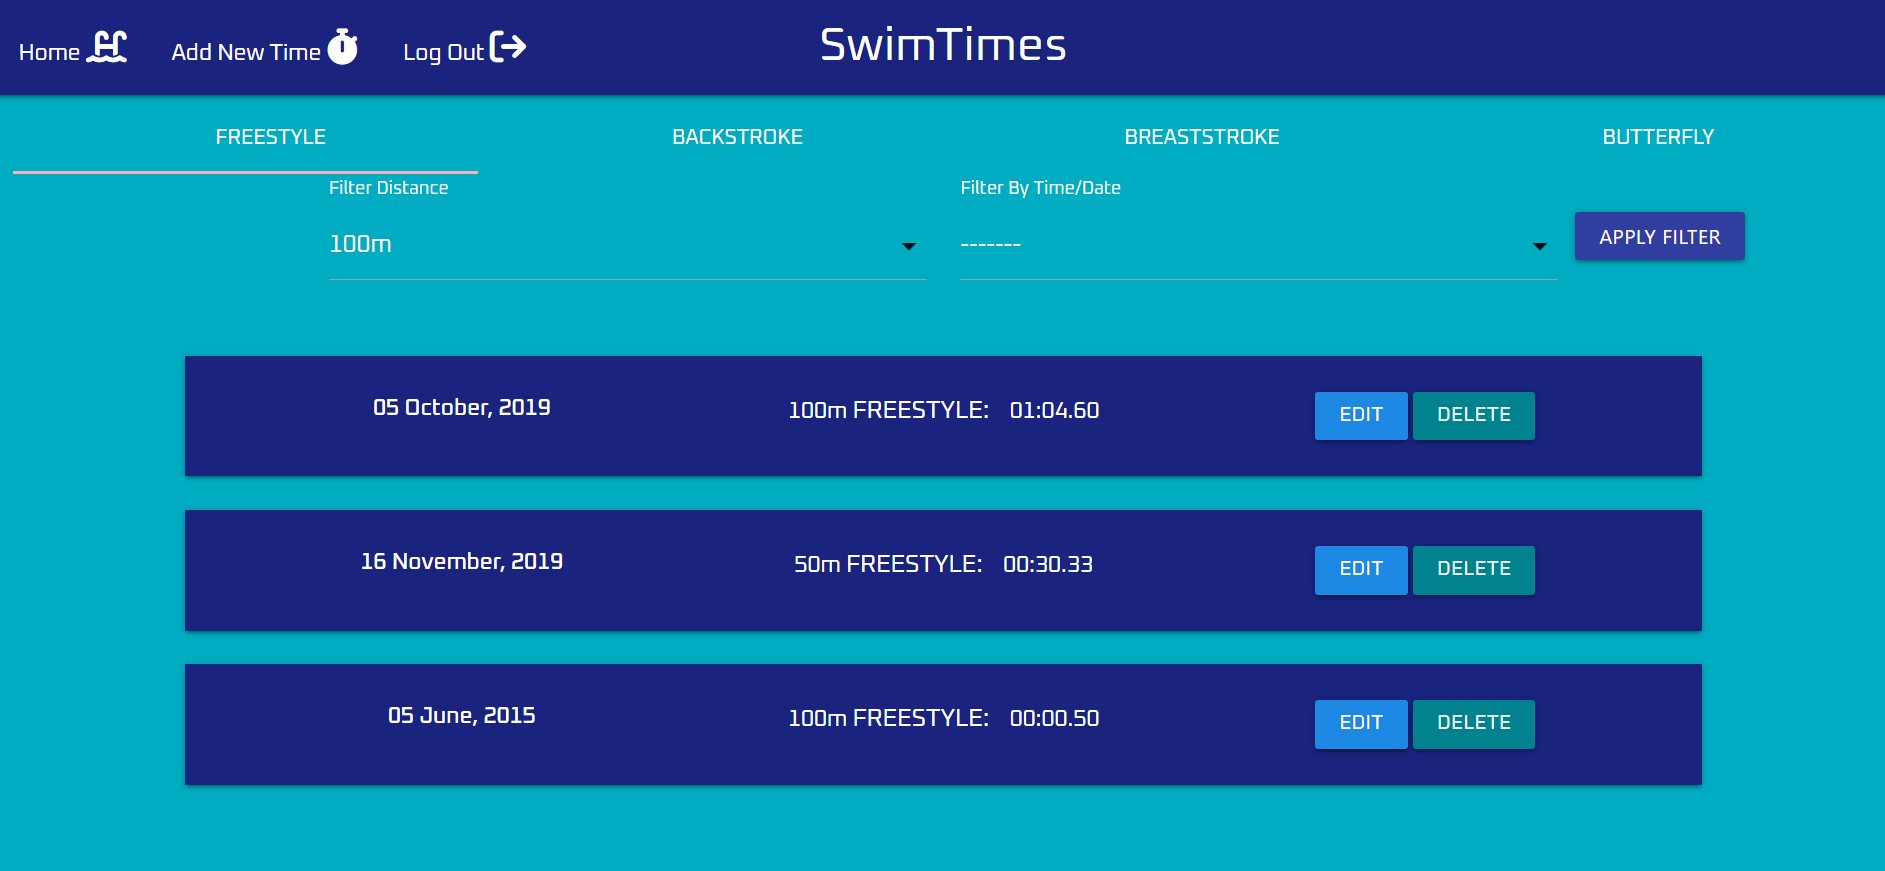 Home Add New Time Log Out SwimTimes
FREESTYLE BACKSTROKE BREASTSTROKE BUTTERFLY
Filter Distance Filter By Time/Date
100m ------- APPLY FILTER
05 October, 2019 100m FREESTYLE: 01:04.60 EDIT DELETE
16 November, 2019 50m FREESTYLE: 00:30.33 EDIT DELETE
05 June, 2015 100m FREESTYLE: 00:00.50 EDIT DELETE